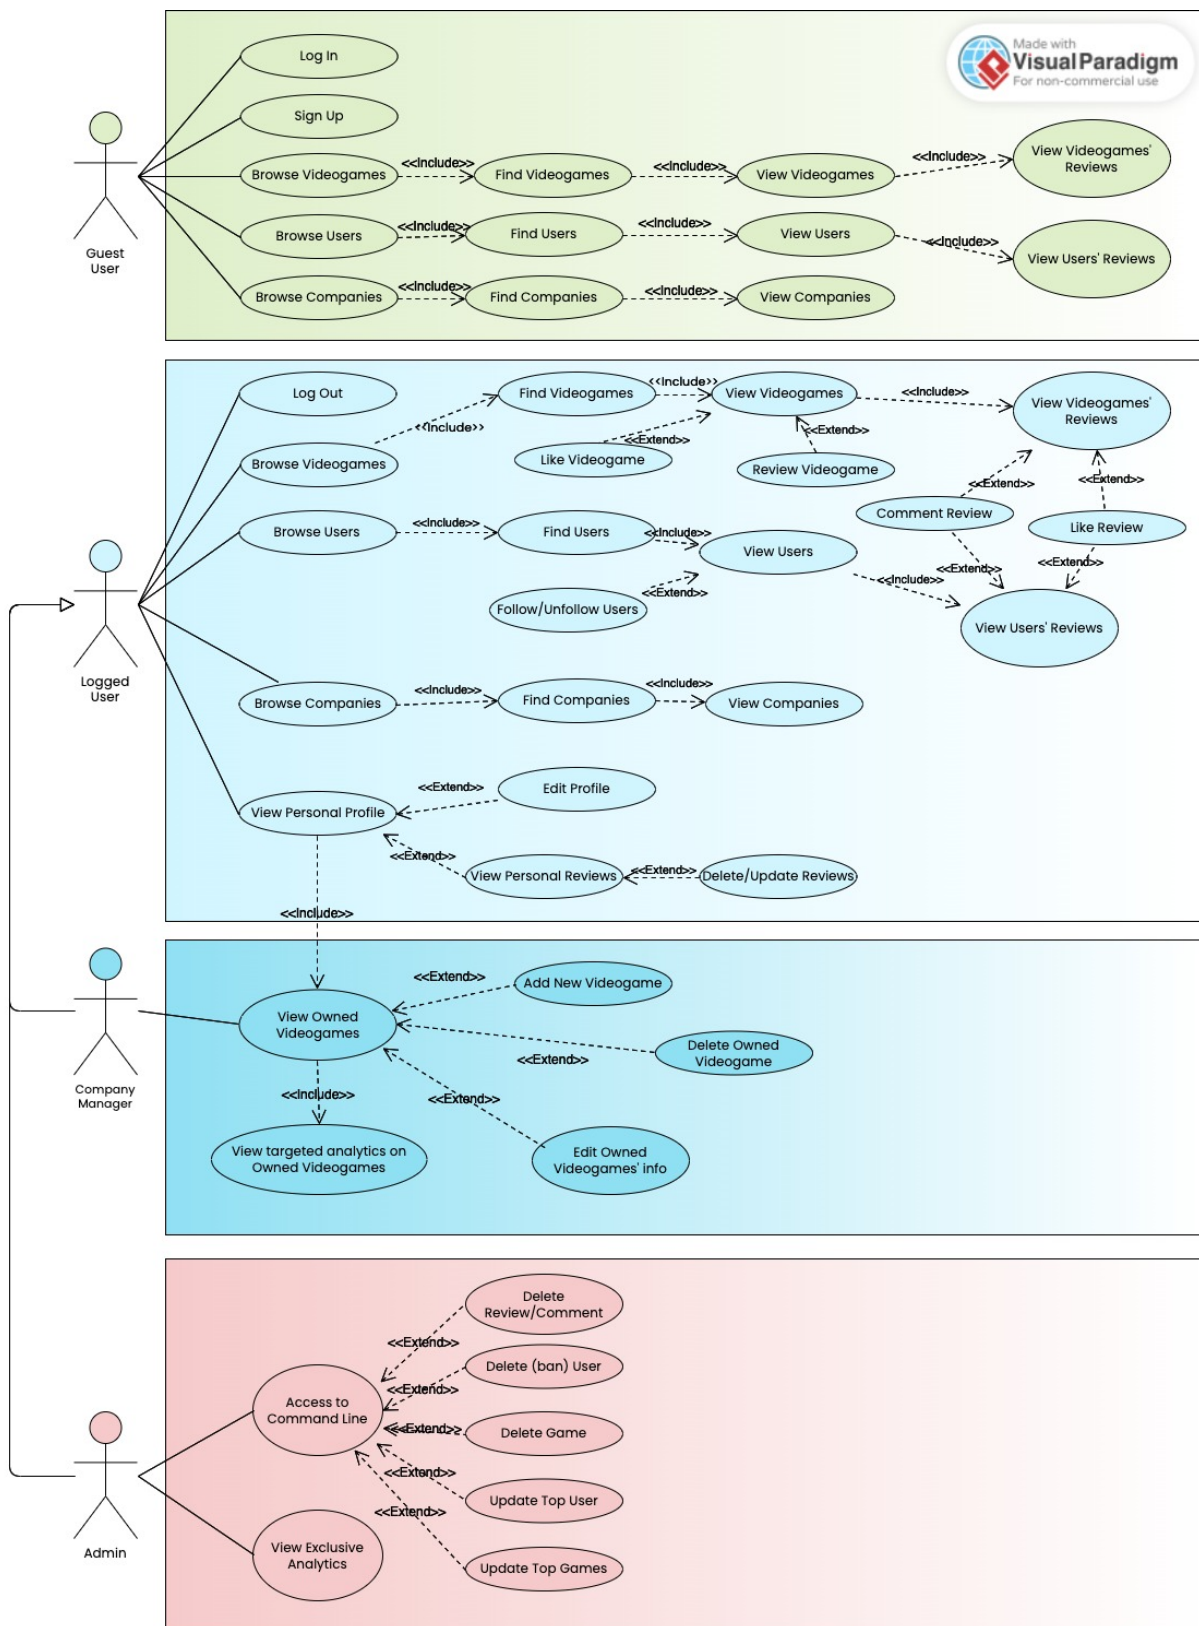 Made with
VisualParadigm
For non-commercial use
Log In
Sign Up
Guest
User
Browse Videogames
<<Include>>
Find Videogames
<<Include>>
View Videogames
<<Include>>
View Videogames'
Reviews
Browse Users
<<Include>>
Find Users
<<Include>>
View Users
<<Include>>
View Users' Reviews
Browse Companies
<<Include>>
Find Companies
<<Include>>
View Companies
Log Out
Browse Videogames
<<Include>>
Find Videogames
<<Include>>
View Videogames
<<Include>>
View Videogames'
Reviews
Like Videogame
<<Extend>>
Review Videogame
<<Extend>>
Comment Review
<<Extend>>
<<Extend>>
Like Review
<<Extend>>
<<Extend>>
Browse Users
<<Include>>
Find Users
<<Include>>
View Users
<<Include>>
View Users' Reviews
Follow/Unfollow Users
<<Extend>>
Logged
User
Browse Companies
<<Include>>
Find Companies
<<Include>>
View Companies
View Personal Profile
<<Extend>>
Edit Profile
<<Extend>>
View Personal Reviews
<<Extend>>
Delete/Update Reviews
<<Include>>
Company
Manager
View Owned
Videogames
<<Extend>>
Add New Videogame
<<Extend>>
Delete Owned
Videogame
<<Include>>
<<Extend>>
View targeted analytics on
Owned Videogames
Edit Owned
Videogames' info
Delete
Review/Comment
<<Extend>>
Delete (ban) User
<<Extend>>
Access to
Command Line
<<Extend>>
Delete Game
<<Extend>>
Update Top User
<<Extend>>
Update Top Games
Admin
View Exclusive
Analytics